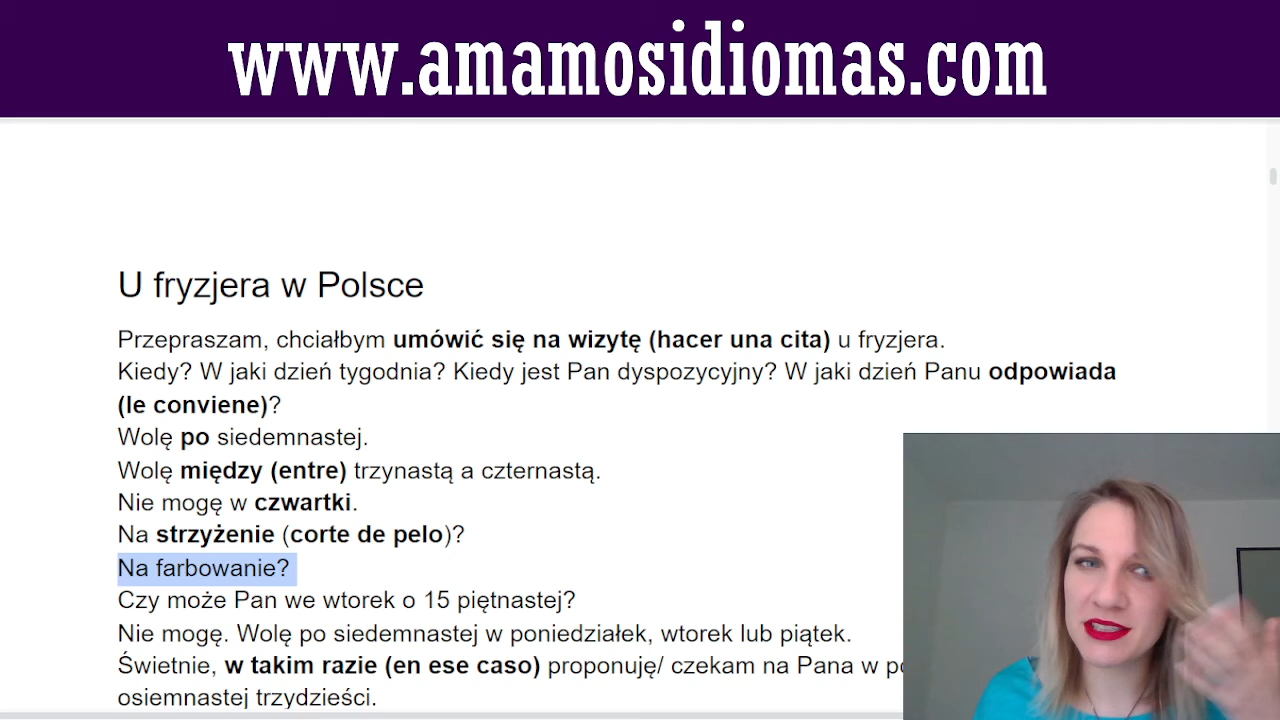 www.amamosidiomas.com
U fryzjera w Polsce
Przepraszam, chciałbym umówić się na wizytę (hacer una cita) u fryzjera.
Kiedy? W jaki dzień tygodnia? Kiedy jest Pan dyspozycyjny? W jaki dzień Panu odpowiada
(le conviene)?
Wolę po siedemnastej.
Wolę między (entre) trzynastą a czternastą.
Nie mogę w czwartki.
Na strzyżenie (corte de pelo)?
Na farbowanie?
Czy może Pan we wtorek o 15 piętnastej?
Nie mogę. Wolę po siedemnastej w poniedziałek, wtorek lub piątek.
Świetnie, w takim razie (en ese caso) proponuję/ czekam na Pana w
osiemnastej trzydzieści.